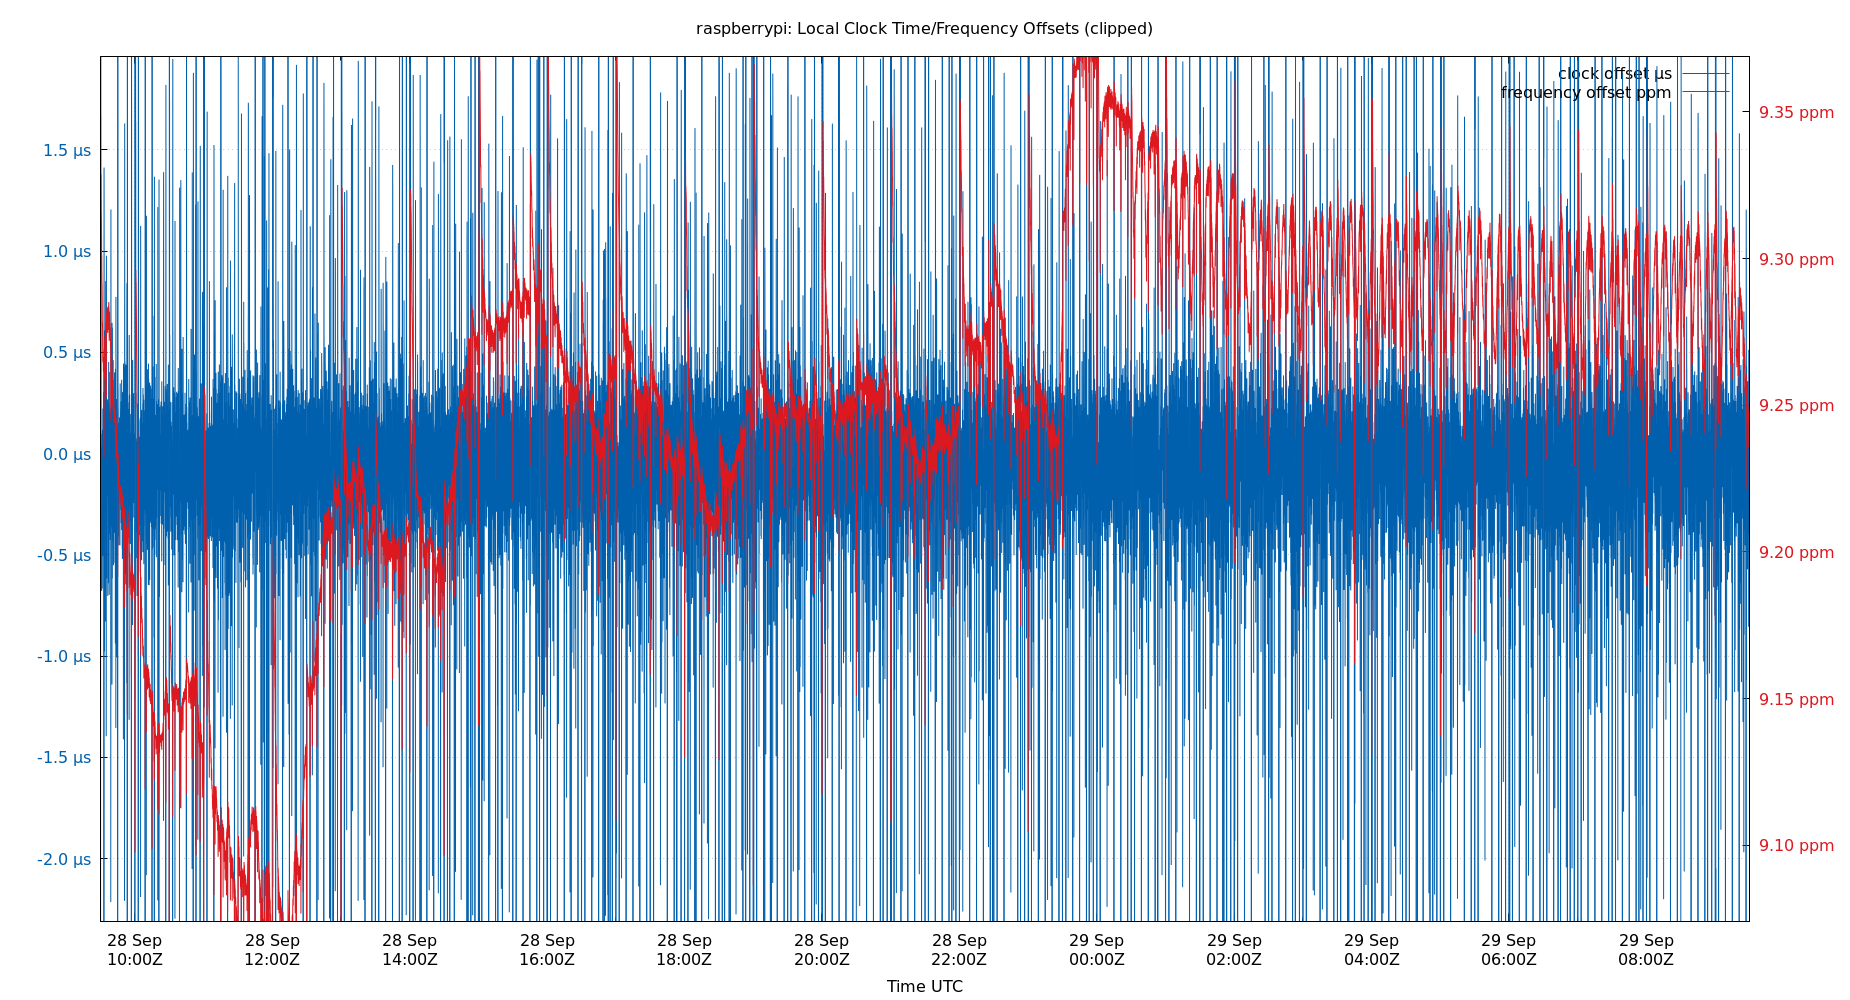 raspberrypi: Local Clock Time/Frequency Offsets (clipped)
clock offset µs
frequency offset ppm
1.5 µs
1.0 µs
0.5 µs
0.0 µs
-0.5 µs
-1.0 µs
-1.5 µs
-2.0 µs
9.35 ppm
9.30 ppm
9.25 ppm
9.20 ppm
9.15 ppm
9.10 ppm
28 Sep 28 Sep 28 Sep 28 Sep 28 Sep 28 Sep 28 Sep 29 Sep 29 Sep 29 Sep 29 Sep 29 Sep
10:00Z 12:00Z 14:00Z 16:00Z 18:00Z 20:00Z 22:00Z 00:00Z 02:00Z 04:00Z 06:00Z 08:00Z
Time UTC